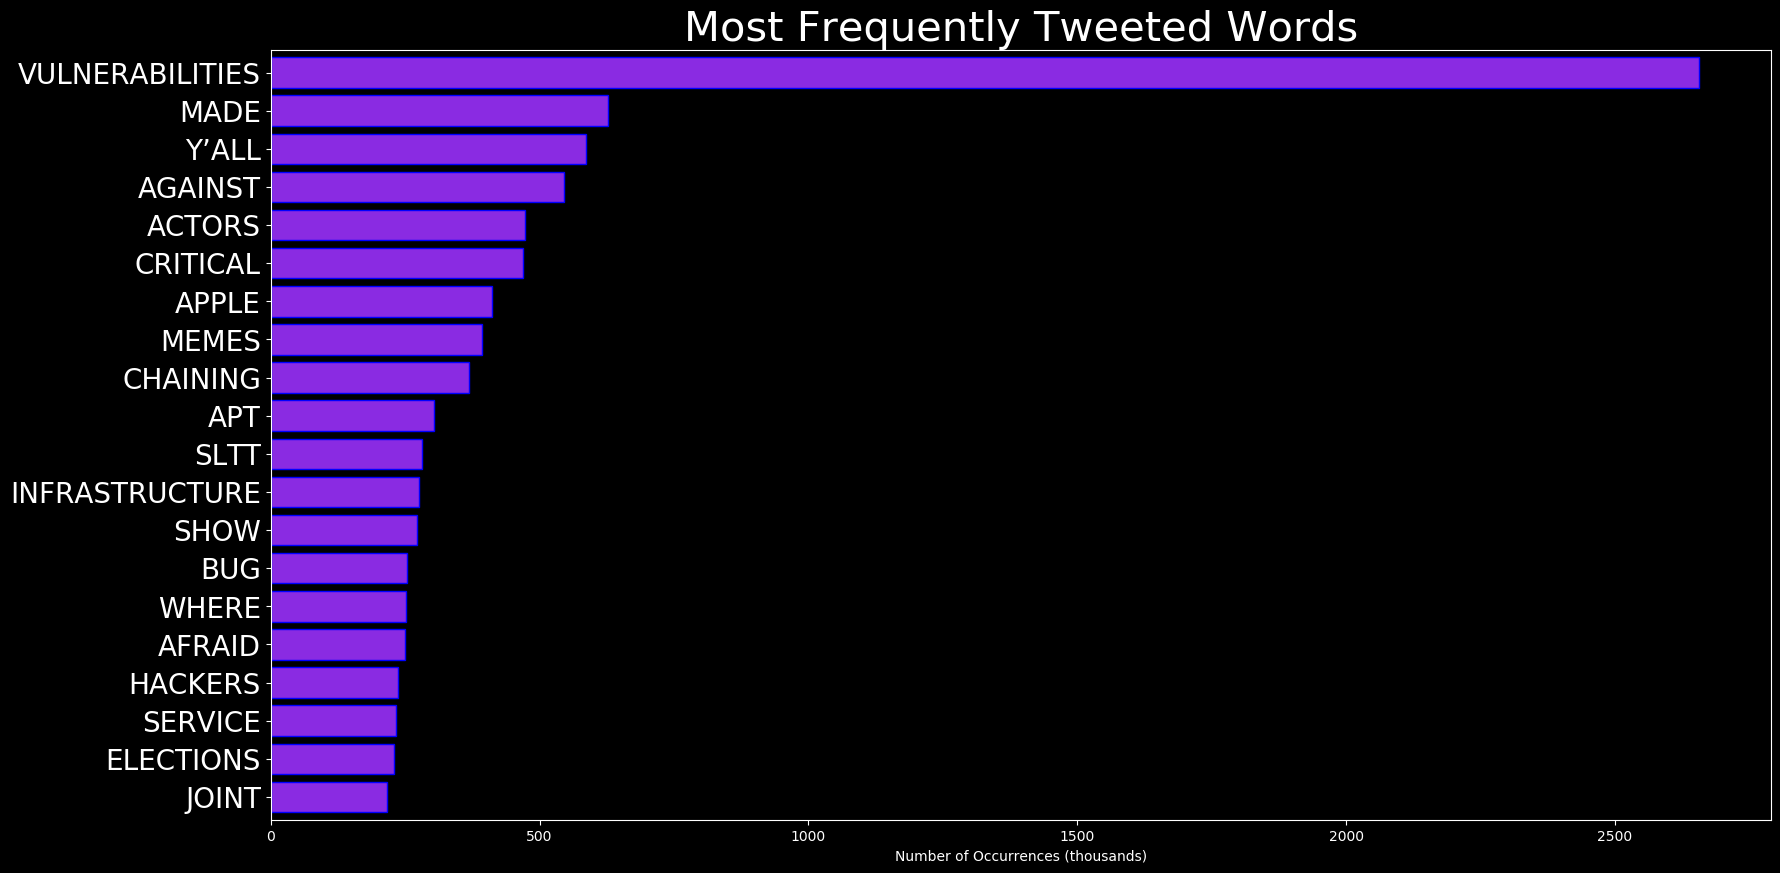 Most Frequently Tweeted Words
VULNERABILITIES
MADE
Y’ALL
AGAINST
ACTORS
CRITICAL
APPLE
MEMES
CHAINING
APT
SLTT
INFRASTRUCTURE
SHOW
BUG
WHERE
AFRAID
HACKERS
SERVICE
ELECTIONS
JOINT
0 500 1000 1500 2000 2500
Number of Occurrences (thousands)